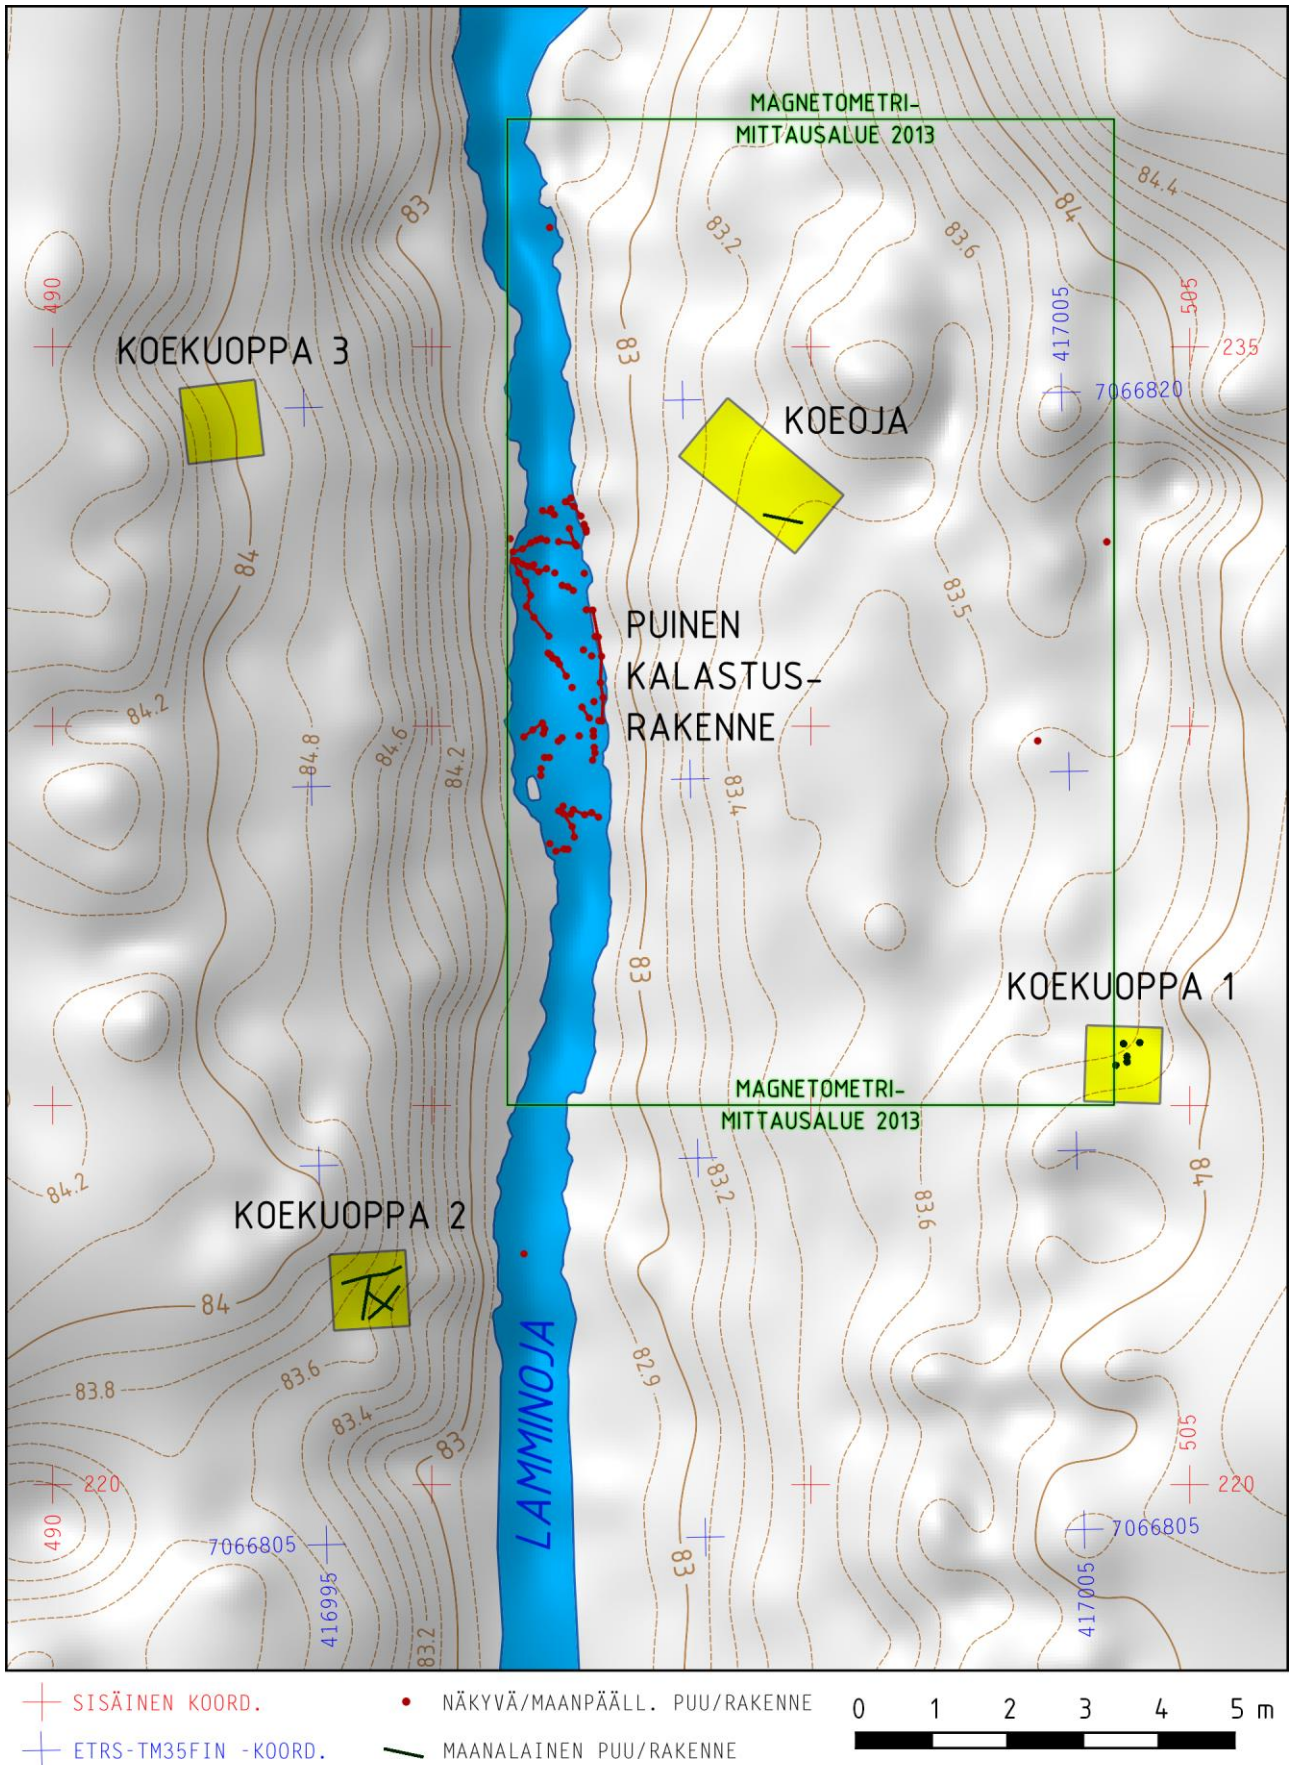 MAGNETOMETRI-
MITTAUSALUE 2013
84.4
83
84
83.2
83.6
490
417005
505
KOEKUOPPA 3
83
235
7066820
KOEOJA
84
83.5
PUINEN
KALASTUS-
RAKENNE
84.2
84.8
84.6
84.2
83.4
83
KOEKUOPPA 1
MAGNETOMETRI-
MITTAUSALUE 2013
84.2
83.2
84
83.6
KOEKUOPPA 2
84
LAMMINOJA
82.9
83.8
83.6
83.4
83
505
220
220
490
7066805
7066805
83
416995
417005
83.2
SISÄINEN KOORD.
NÄKYVÄ/MAANPÄÄLL. PUU/RAKENNE
0 1 2 3 4 5 m
ETRS-TM35FIN -KOORD.
MAANALAINEN PUU/RAKENNE